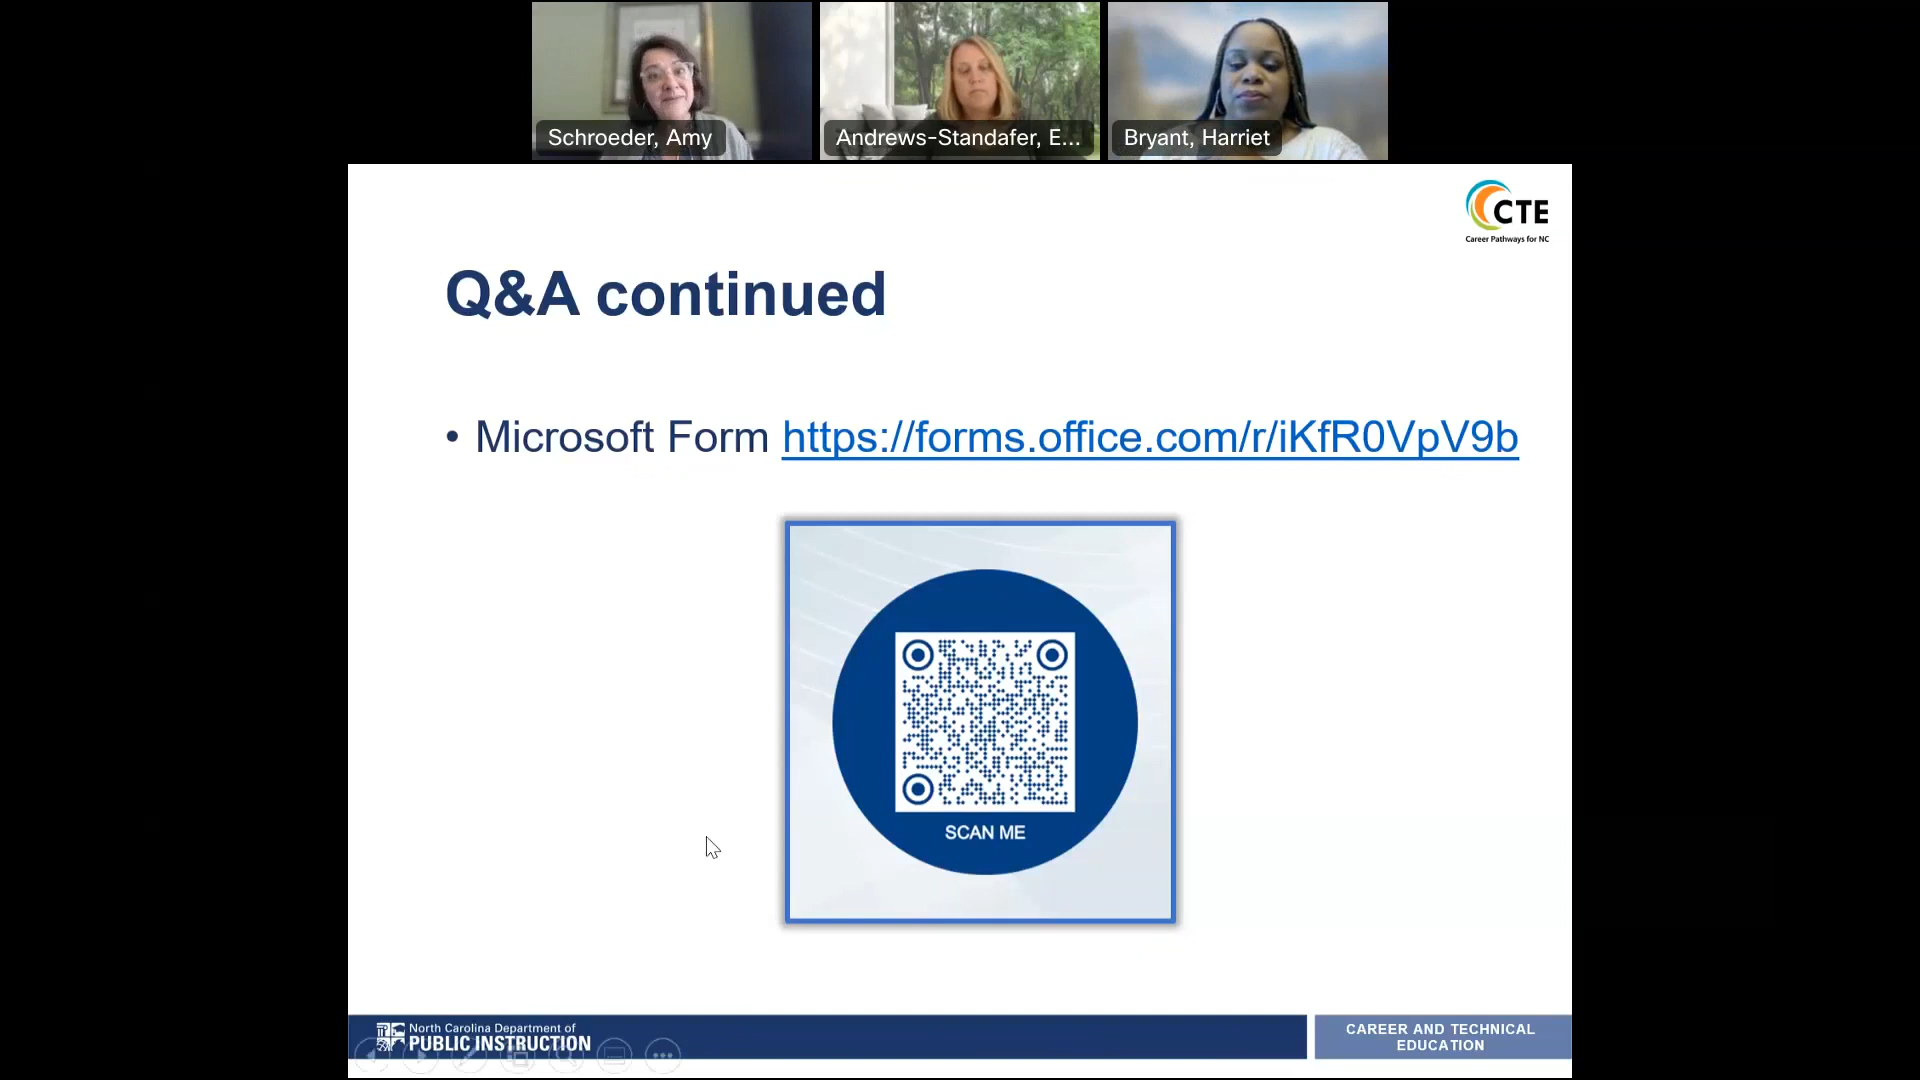 Schroeder, Amy
Andrews-Standafer, E...
Bryant, Harriet
CTE
Career Pathways for NC
Q&A continued
• Microsoft Form https://forms.office.com/r/iKfR0VpV9b
SCAN ME
North Carolina Department of
PUBLIC INSTRUCTION
CAREER AND TECHNICAL
EDUCATION